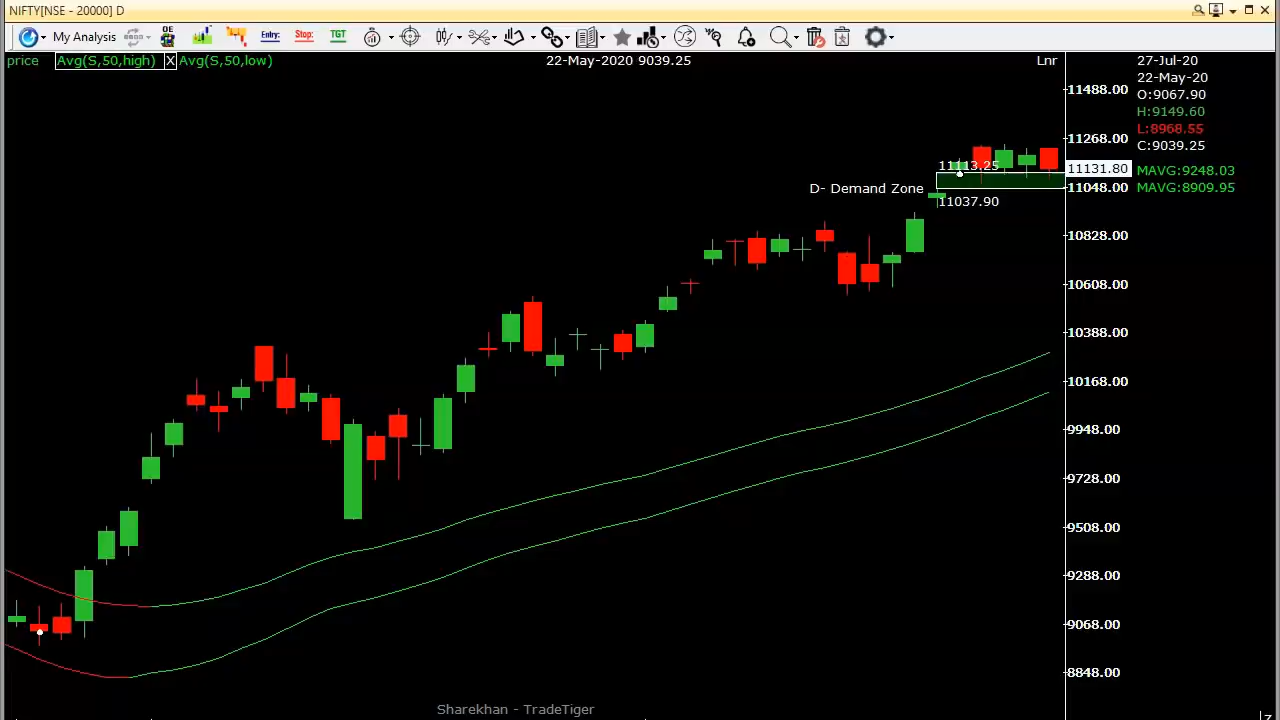 NIFTY[NSE - 20000] D
My Analysis OE Entry: Stop: TGT
price Avg(S,50,high) X Avg(S,50,low) 22-May-2020 9039.25 Lnr 27-Jul-20
22-May-20
O:9067.90
H:9149.60
L:8968.55
C:9039.25
MAVG:9248.03
MAVG:8909.95
11488.00
11268.00
11131.80
11048.00
10828.00
10608.00
10388.00
10168.00
9948.00
9728.00
9508.00
9288.00
9068.00
8848.00
11113.25
D- Demand Zone
11037.90
Sharekhan - TradeTiger